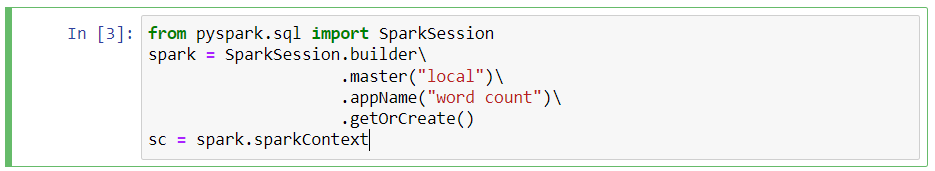 In [3]: from pyspark.sql import SparkSession
spark = SparkSession.builder\
.master("local")\
.appName("word count")\
.getOrCreate()
sc = spark.sparkContext